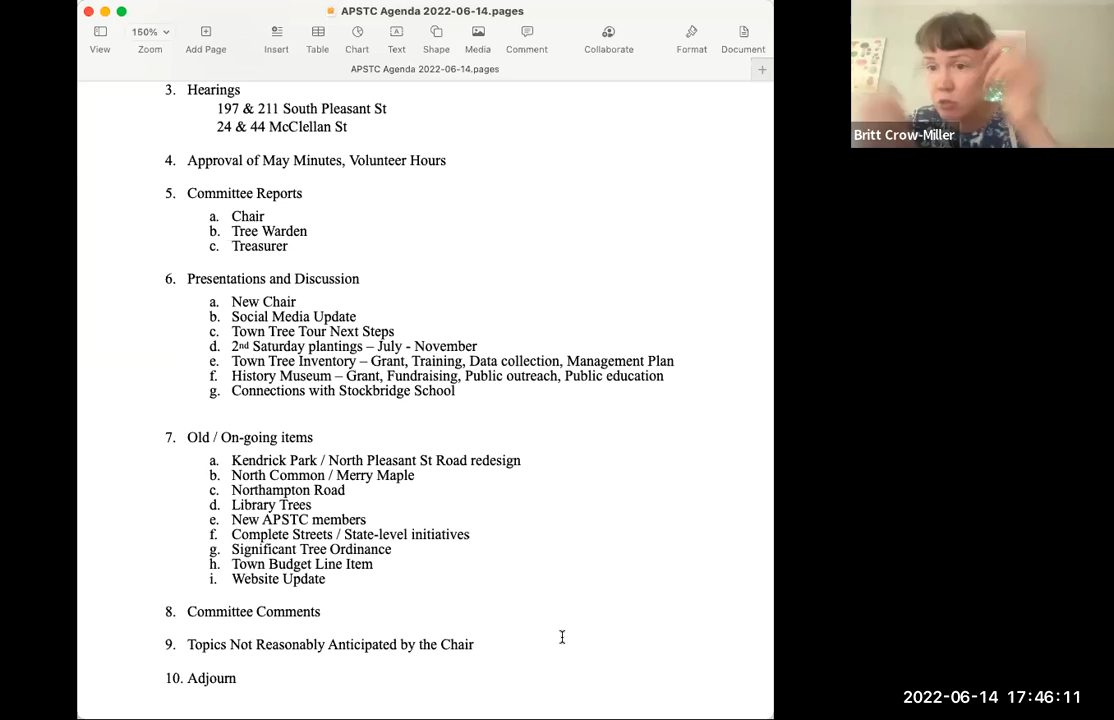 APSTC Agenda 2022-06-14.pages
150%
View Zoom Add Page Insert Table Chart Text Shape Media Comment Collaborate Format Document
APSTC Agenda 2022-06-14.pages
3. Hearings
197 & 211 South Pleasant St
24 & 44 McClellan St
4. Approval of May Minutes, Volunteer Hours
5. Committee Reports
a. Chair
b. Tree Warden
c. Treasurer
6. Presentations and Discussion
a. New Chair
b. Social Media Update
c. Town Tree Tour Next Steps
d. 2nd Saturday plantings – July - November
e. Town Tree Inventory – Grant, Training, Data collection, Management Plan
f. History Museum – Grant, Fundraising, Public outreach, Public education
g. Connections with Stockbridge School
7. Old / On-going items
a. Kendrick Park / North Pleasant St Road redesign
b. North Common / Merry Maple
c. Northampton Road
d. Library Trees
e. New APSTC members
f. Complete Streets / State-level initiatives
g. Significant Tree Ordinance
h. Town Budget Line Item
i. Website Update
8. Committee Comments
9. Topics Not Reasonably Anticipated by the Chair
10. Adjourn
Britt Crow-Miller
2022-06-14 17:46:11